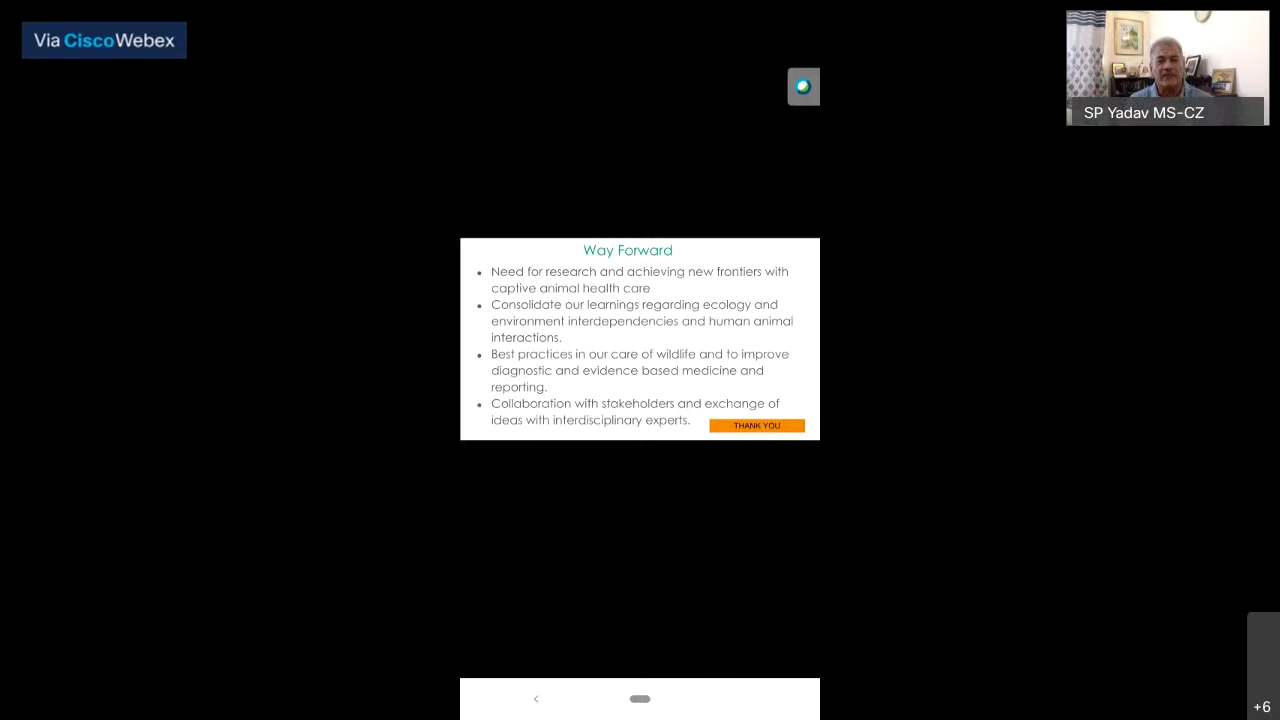 Via CiscoWebex
SP Yadav MS-CZ
Way Forward
• Need for research and achieving new frontiers with
captive animal health care
• Consolidate our learnings regarding ecology and
environment interdependencies and human animal
interactions.
• Best practices in our care of wildlife and to improve
diagnostic and evidence based medicine and
reporting.
• Collaboration with stakeholders and exchange of
ideas with interdisciplinary experts.
THANK YOU
+6